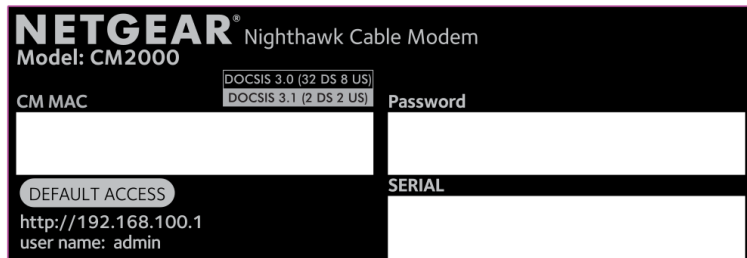 NETGEAR® Nighthawk Cable Modem
Model: CM2000
DOCSIS 3.0 (32 DS 8 US)
DOCSIS 3.1 (2 DS 2 US)
CM MAC
Password
DEFAULT ACCESS
SERIAL
http://192.168.100.1
user name: admin